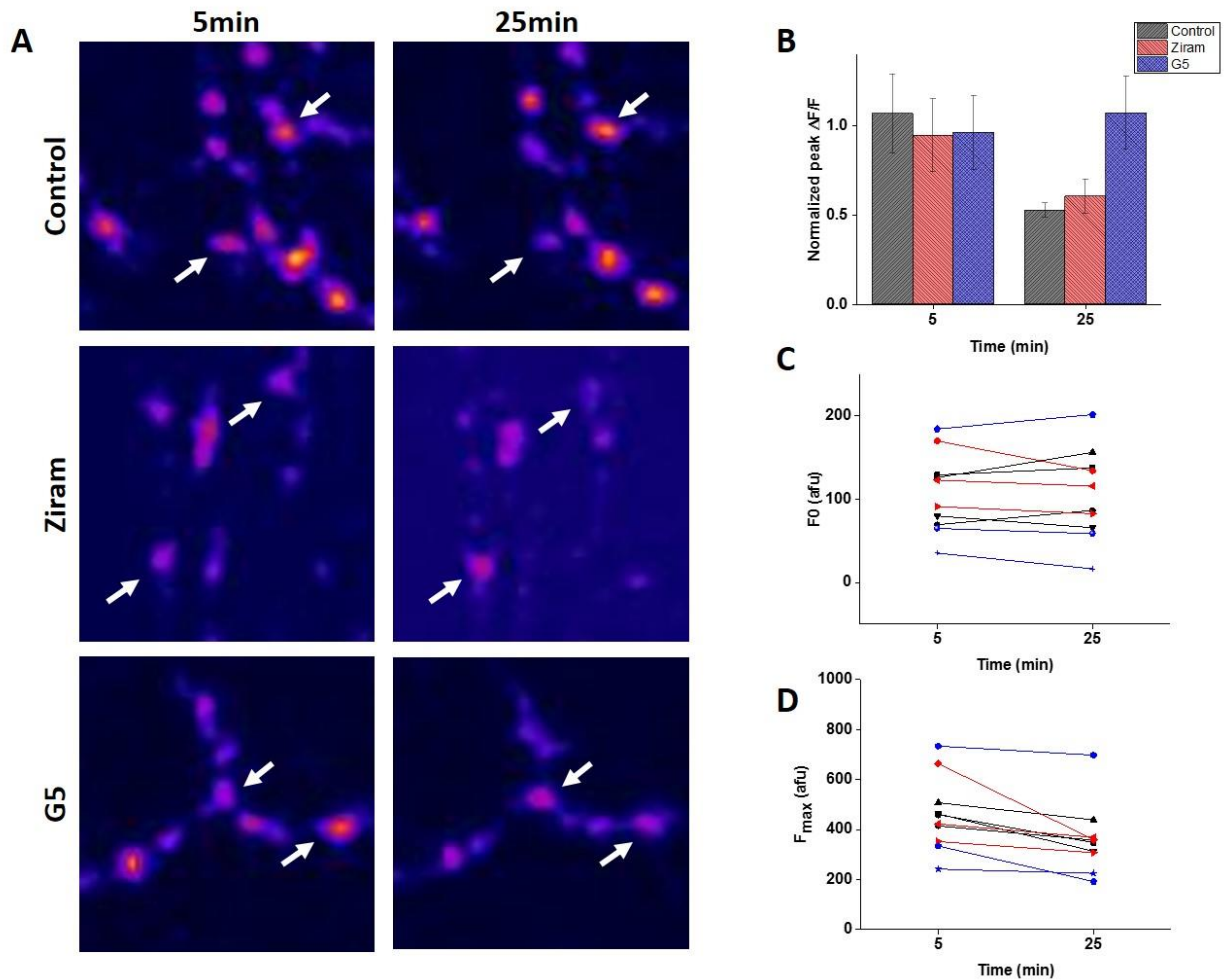 A
5min
25min
Control
Ziram
G5
B
Control
Ziram
G5
Normalized peak ΔF/F
1.0
0.5
0.0
5
25
Time (min)
C
F0 (afu)
200
100
0
5
25
Time (min)
D
Fmax (afu)
1000
800
600
400
200
0
5
25
Time (min)